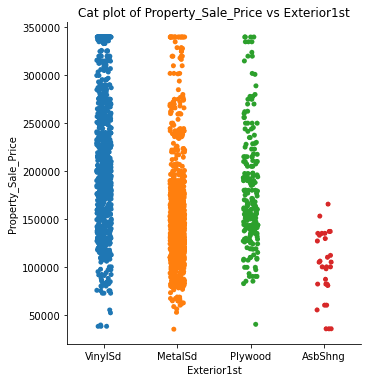 Cat plot of Property_Sale_Price vs Exterior1st
350000
300000
250000
200000
150000
100000
50000
Property_Sale_Price
VinylSd MetalSd Plywood AsbShng
Exterior1st